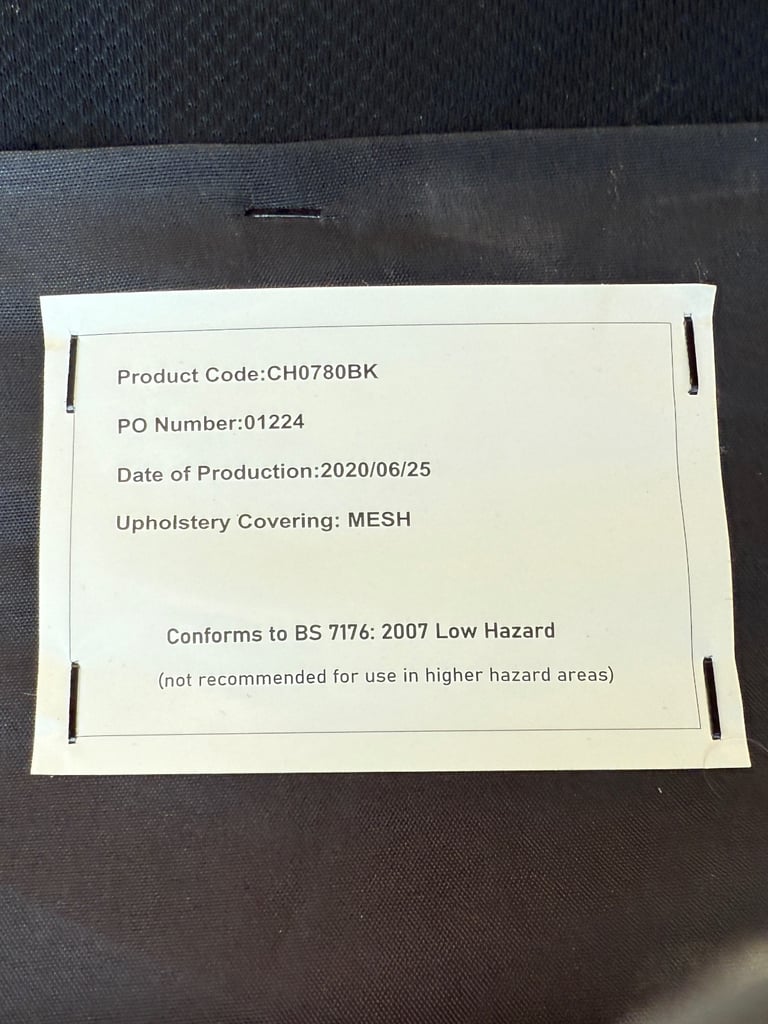 Product Code:CH0780BK
PO Number:01224
Date of Production:2020/06/25
Upholstery Covering: MESH
Conforms to BS 7176: 2007 Low Hazard
(not recommended for use in higher hazard areas)